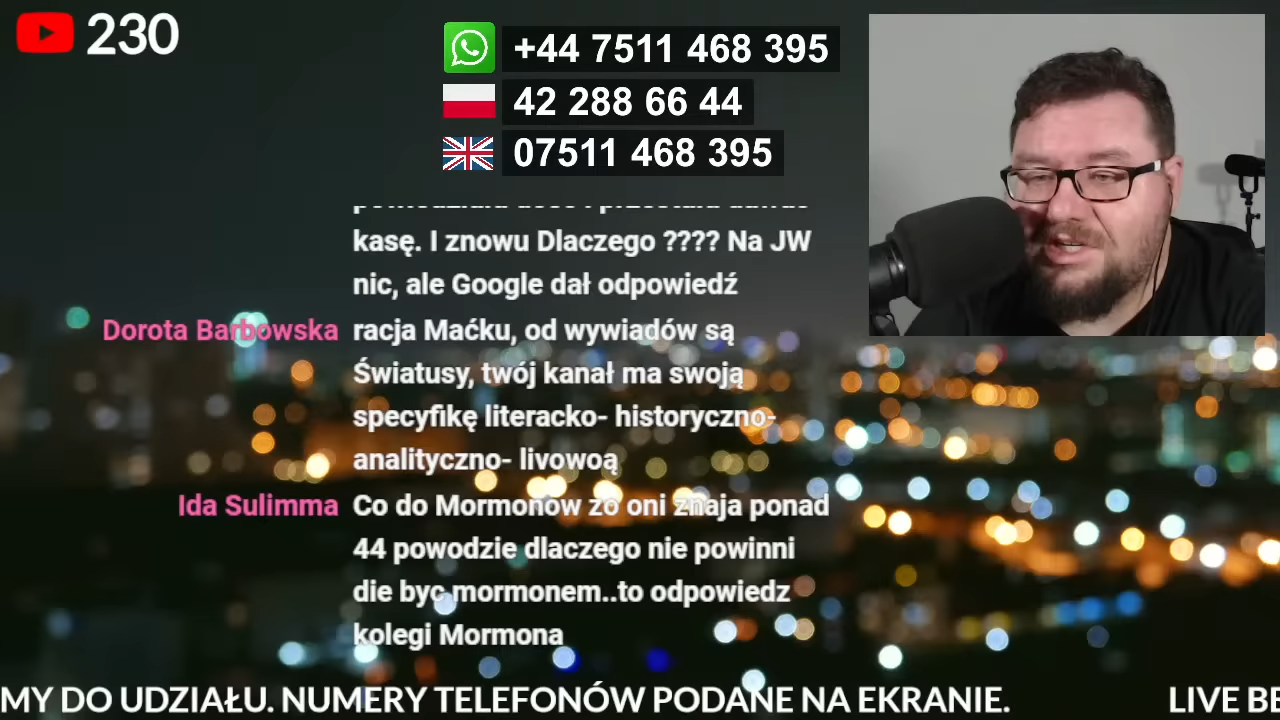 230
+44 7511 468 395
42 288 66 44
07511 468 395
kasę. I znowu Dlaczego ???? Na JW
nic, ale Google dał odpowiedź
Dorota Barbowska racja Maćku, od wywiadów są
Światusy, twój kanał ma swoją
specyfikę literacko- historyczno-
analityczno- livowoą
Ida Sulimma Co do Mormonow zo oni znaja ponad
44 powodzie dlaczego nie powinni
die byc mormonem..to odpowiedz
kolegi Mormona
MY DO UDZIAŁU. NUMERY TELEFONÓW PODANE NA EKRANIE. LIVE BE